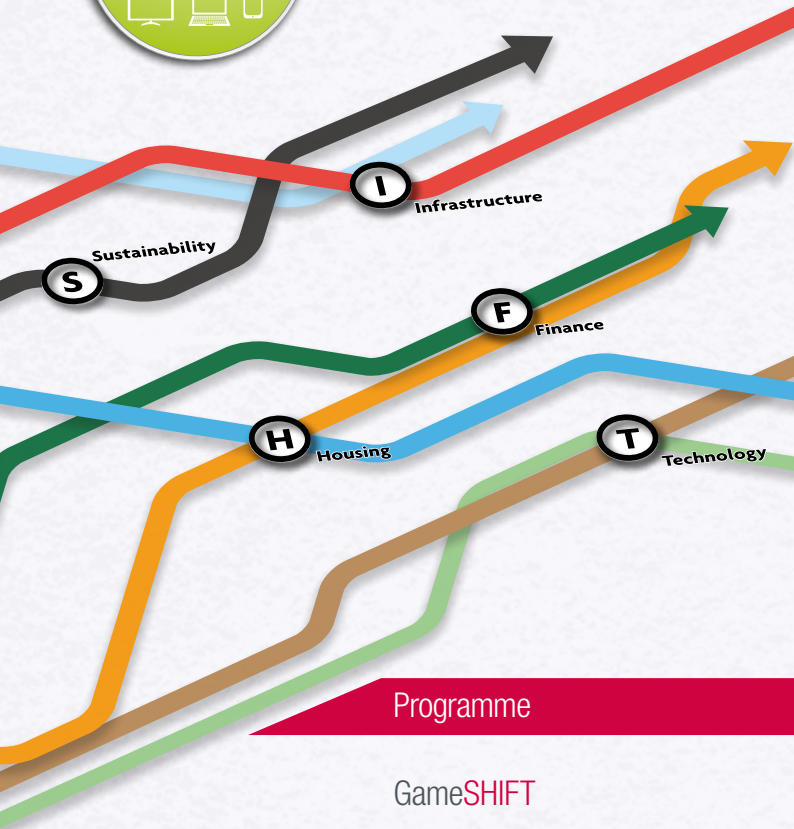 I
Infrastructure
Sustainability
S
F
Finance
H
Housing
T
Technology
Programme
GameSHIFT